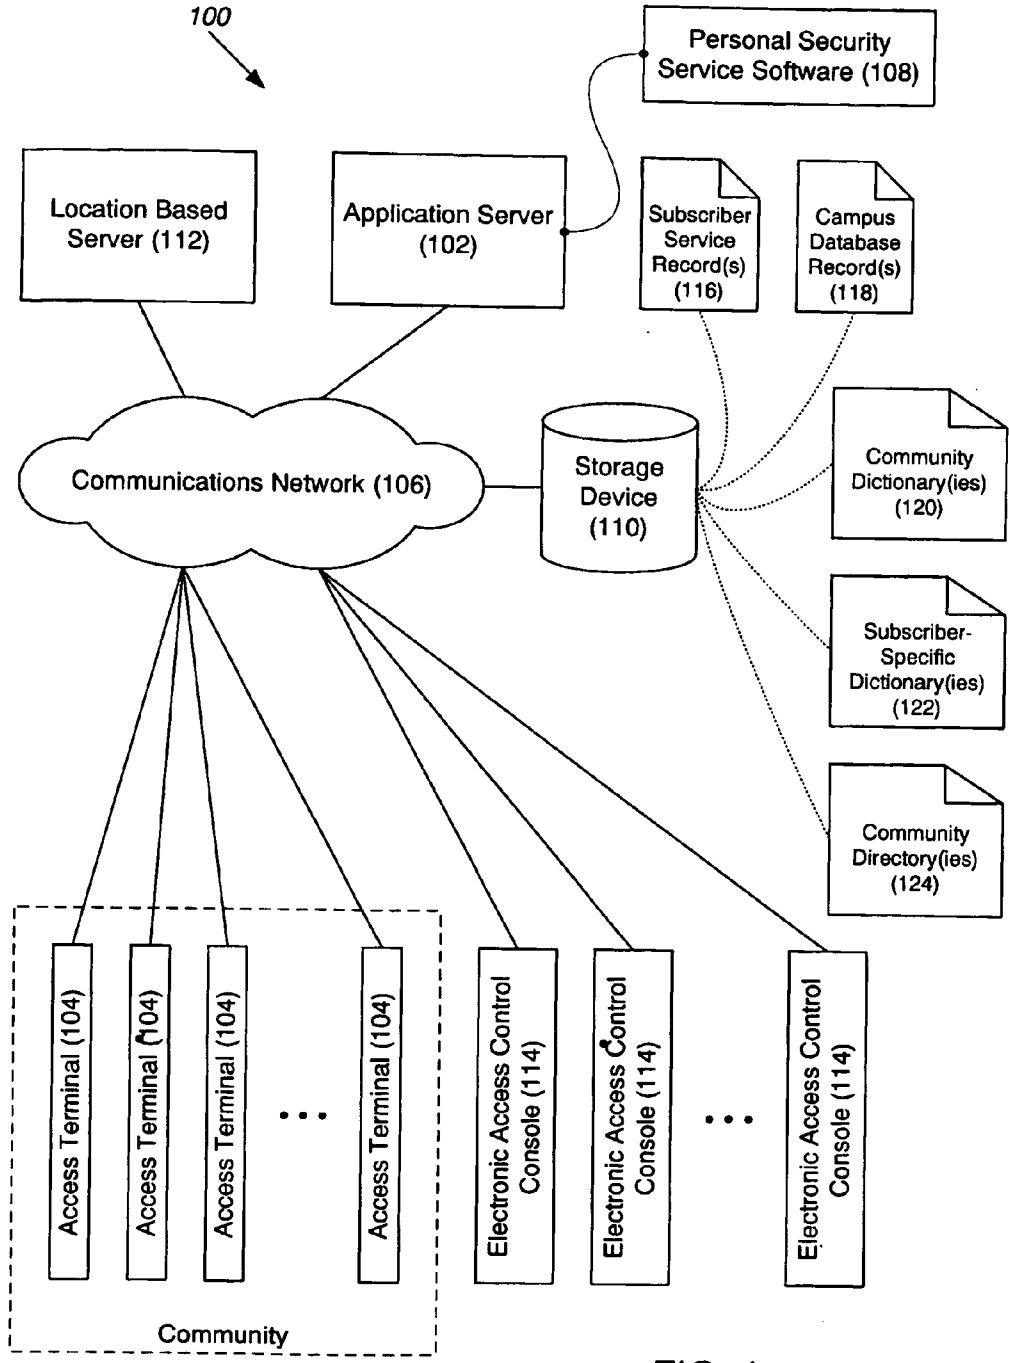 100
Personal Security
Service Software (108)
Location Based
Server (112)
Application Server
(102)
Subscriber
Service
Record(s)
(116)
Campus
Database
Record(s)
(118)
Communications Network (106)
Storage
Device
(110)
Community
Dictionary(ies)
(120)
Subscriber-
Specific
Dictionary(ies)
(122)
Community
Directory(ies)
(124)
Access Terminal (104)
Access Terminal (104)
Access Terminal (104)
Access Terminal (104)
Electronic Access Control
Console (114)
Electronic Access Control
Console (114)
Electronic Access Control
Console (114)
Community